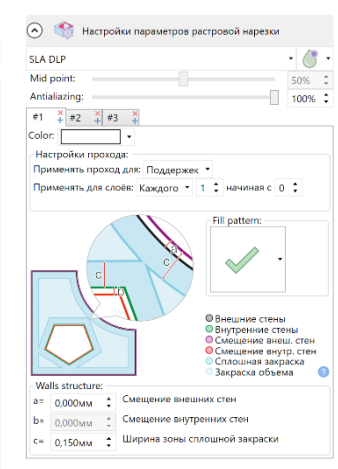 Настройки параметров растровой нарезки
SLA DLP
Mid point: 50%
Antialiazing: 100%
#1 #2 #3
Color:
Настройки прохода:
Применять проход для: Поддержек
Применять для слоёв: Каждого 1 начиная с 0
Fill pattern:
a
c
c
b
Внешние стены
Внутренние стены
Смещение внеш. стен
Смещение внутр. стен
Сплошная закраска
Закраска объема
?
Walls structure:
a= 0,000мм Смещение внешних стен
b= 0,000мм Смещение внутренних стен
c= 0,150мм Ширина зоны сплошной закраски